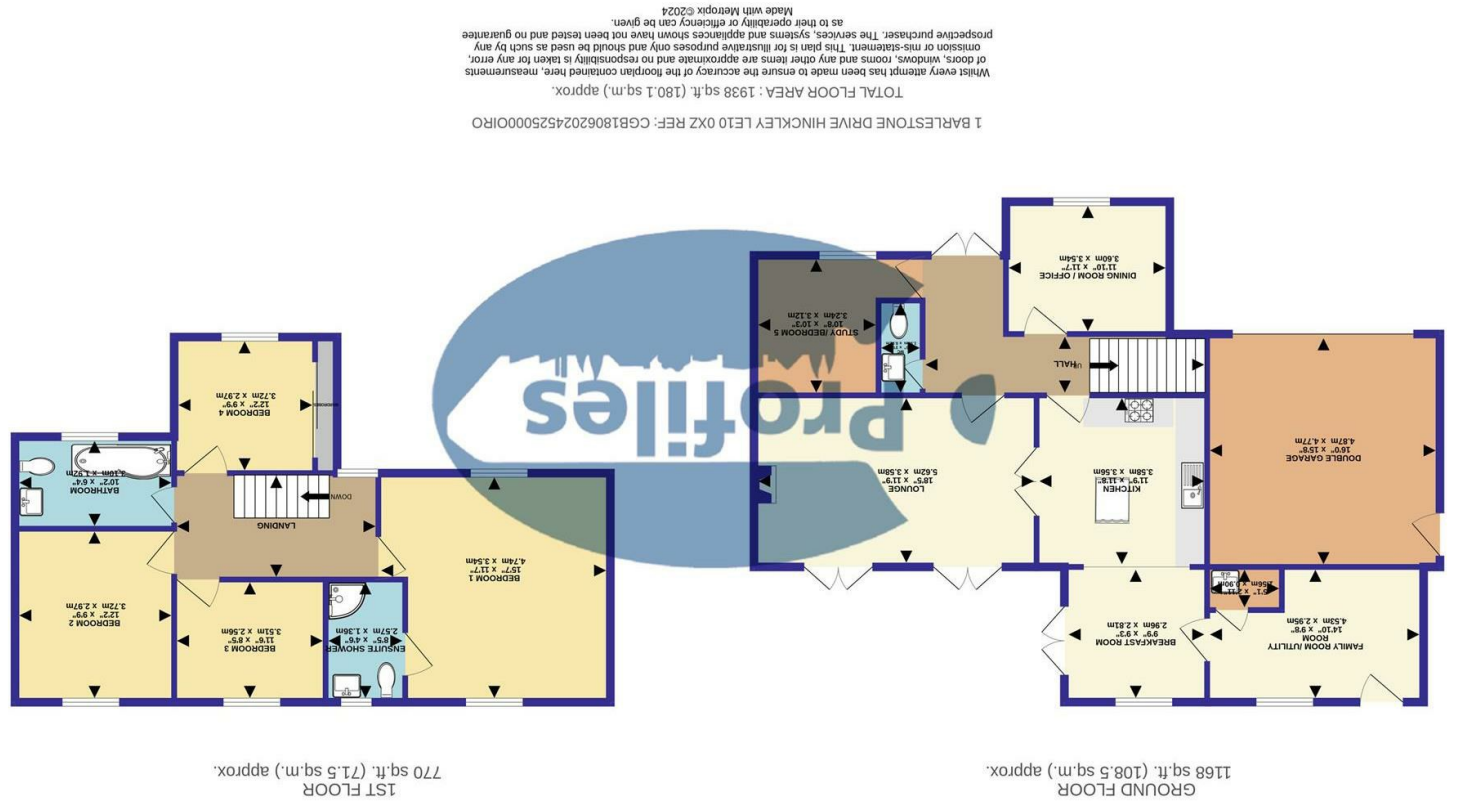 GROUND FLOOR
1168 sq.ft. (108.5 sq.m.) approx.
FAMILY ROOM /UTILITY
ROOM
14'10" x 9'8"
4.53m x 2.95m
BREAKFAST ROOM
9'9" x 9'3"
2.96m x 2.81m
5'1" x 2'11"
1.56m x 0.90m
DOUBLE GARAGE
16'0" x 15'8"
4.87m x 4.77m
KITCHEN
11'9" x 11'8"
3.58m x 3.56m
LOUNGE
18'5" x 11'9"
5.62m x 3.58m
HALL
UP
STUDY /BEDROOM 5
10'8" x 10'3"
3.24m x 3.12m
DINING ROOM / OFFICE
11'10" x 11'7"
3.60m x 3.54m
1ST FLOOR
770 sq.ft. (71.5 sq.m.) approx.
BEDROOM 1
15'7" x 11'7"
4.74m x 3.54m
ENSUITE SHOWER
8'5" x 4'6"
2.57m x 1.36m
BEDROOM 3
11'6" x 8'5"
3.51m x 2.56m
BEDROOM 2
12'2" x 9'9"
3.72m x 2.97m
LANDING
DOWN
BATHROOM
10'2" x 6'4"
3.10m x 1.92m
BEDROOM 4
12'2" x 9'9"
3.72m x 2.97m
Profiles
1 BARLESTONE DRIVE HINCKLEY LE10 0XZ REF: CGB18062024525000OIRO
TOTAL FLOOR AREA : 1938 sq.ft. (180.1 sq.m.) approx.
Whilst every attempt has been made to ensure the accuracy of the floorplan contained here, measurements
of doors, windows, rooms and any other items are approximate and no responsibility is taken for any error,
omission or mis-statement. This plan is for illustrative purposes only and should be used as such by any
prospective purchaser. The services, systems and appliances shown have not been tested and no guarantee
as to their operability or efficiency can be given.
Made with Metropix ©2024